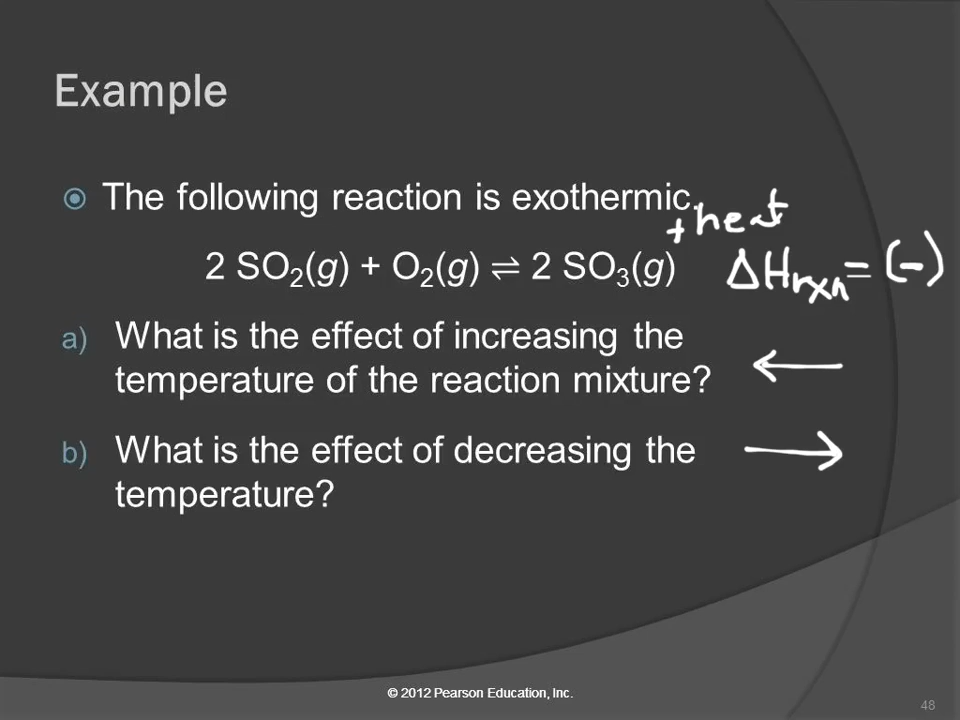 Example
The following reaction is exothermic.
+ heat
2 SO₂(g) + O₂(g) ⇌ 2 SO₃(g)
ΔHrxn = (-)
a) What is the effect of increasing the
temperature of the reaction mixture?
←
b) What is the effect of decreasing the
temperature?
→
© 2012 Pearson Education, Inc.
48